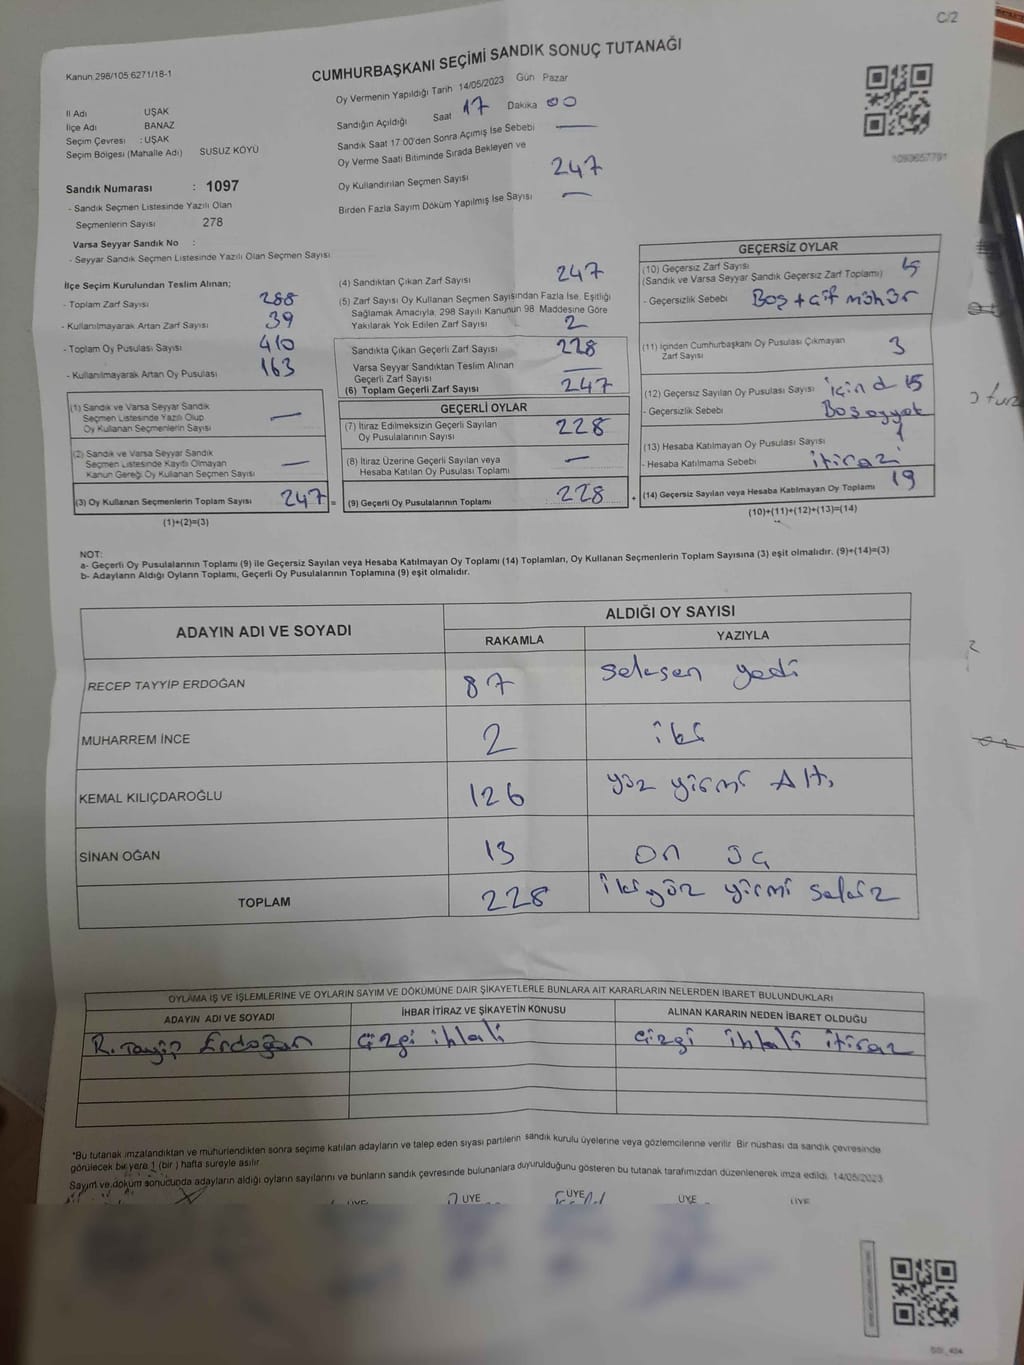 C/2
Kanun 298/105 6271/18-1
CUMHURBAŞKANI SEÇİMİ SANDIK SONUÇ TUTANAĞI
Oy Vermenin Yapıldığı Tarih 14/05/2023 Gün Pazar
İl Adı UŞAK
İlçe Adı BANAZ
Seçim Çevresi : UŞAK
Seçim Bölgesi (Mahalle Adı) SUSUZ KÖYÜ
Sandığın Açıldığı Saat 17 Dakika 00
Sandık Saat 17:00'den Sonra Açımış İse Sebebi —
Oy Verme Saati Bitiminde Sırada Bekleyen ve
Oy Kullandırılan Seçmen Sayısı 247
Birden Fazla Sayım Döküm Yapılmış İse Sayısı —
1093657791
Sandık Numarası : 1097
- Sandık Seçmen Listesinde Yazılı Olan
Seçmenlerin Sayısı 278
Varsa Seyyar Sandık No :
- Seyyar Sandık Seçmen Listesinde Yazılı Olan Seçmen Sayısı
İlçe Seçim Kurulundan Teslim Alınan;
- Toplam Zarf Sayısı 288
- Kullanılmayarak Artan Zarf Sayısı 39
- Toplam Oy Pusulası Sayısı 410
- Kullanılmayarak Artan Oy Pusulası 163
(1) Sandık ve Varsa Seyyar Sandık
Seçmen Listesinde Yazılı Olup
Oy Kullanan Seçmenlerin Sayısı —
(2) Sandık ve Varsa Seyyar Sandık
Seçmen Listesinde Kayıtlı Olmayan
Kanun Gereği Oy Kullanan Seçmen Sayısı —
(3) Oy Kullanan Seçmenlerin Toplam Sayısı 247 =
(1)+(2)=(3)
(4) Sandıktan Çıkan Zarf Sayısı 247
(5) Zarf Sayısı Oy Kullanan Seçmen Sayısından Fazla İse, Eşitliği
Sağlamak Amacıyla, 298 Sayılı Kanunun 98 Maddesine Göre
Yakılarak Yok Edilen Zarf Sayısı 2
Sandıkta Çıkan Geçerli Zarf Sayısı 228
Varsa Seyyar Sandıktan Teslim Alınan
Geçerli Zarf Sayısı —
(6) Toplam Geçerli Zarf Sayısı 247
GEÇERLİ OYLAR
(7) İtiraz Edilmeksizin Geçerli Sayılan
Oy Pusulalarının Sayısı 228
(8) İtiraz Üzerine Geçerli Sayılan veya
Hesaba Katılan Oy Pusulası Toplamı —
(9) Geçerli Oy Pusulalarının Toplamı 228 +
GEÇERSİZ OYLAR
(10) Geçersiz Zarf Sayısı
(Sandık ve Varsa Seyyar Sandık Geçersiz Zarf Toplamı)
- Geçersizlik Sebebi Boş + çift mühür
(11) İçinden Cumhurbaşkanı Oy Pusulası Çıkmayan
Zarf Sayısı 3
(12) Geçersiz Sayılan Oy Pusulası Sayısı 15
- Geçersizlik Sebebi
(13) Hesaba Katılmayan Oy Pusulası Sayısı 1
- Hesaba Katılmama Sebebi itirazi
(14) Geçersiz Sayılan veya Hesaba Katılmayan Oy Toplamı 19
(10)+(11)+(12)+(13)=(14)
NOT:
a- Geçerli Oy Pusulalarının Toplamı (9) ile Geçersiz Sayılan veya Hesaba Katılmayan Oy Toplamı (14) Toplamları, Oy Kullanan Seçmenlerin Toplam Sayısına (3) eşit olmalıdır. (9)+(14)=(3)
b- Adayların Aldığı Oyların Toplamı, Geçerli Oy Pusulalarının Toplamına (9) eşit olmalıdır.
ADAYIN ADI VE SOYADI
ALDIĞI OY SAYISI
RAKAMLA YAZIYLA
RECEP TAYYİP ERDOĞAN 87 seksen yedi
MUHARREM İNCE 2 iki
KEMAL KILIÇDAROĞLU 126 yüz yirmi Altı
SİNAN OĞAN 13 on üç
TOPLAM 228 iki yüz yirmi sekiz
OYLAMA İŞ VE İŞLEMLERİNE VE OYLARIN SAYIM VE DÖKÜMÜNE DAİR ŞİKAYETLERLE BUNLARA AİT KARARLARIN NELERDEN İBARET BULUNDUKLARI
ADAYIN ADI VE SOYADI İHBAR İTİRAZ VE ŞİKAYETİN KONUSU ALINAN KARARIN NEDEN İBARET OLDUĞU
R. Tayyip Erdoğan çizgi ihlali çizgi ihlali itiraz
*Bu tutanak imzalandıktan ve mühürlendikten sonra seçime katılan adayların ve talep eden siyasi partilerin sandık kurulu üyelerine veya gözlemcilerine verilir. Bir nüshası da sandık çevresinde
görülecek bir yere 1 (bir) hafta süreyle asılır.
Sayım ve döküm sonucunda adayların aldığı oyların sayılarını ve bunların sandık çevresinde bulunanlara duyurulduğunu gösteren bu tutanak tarafımızdan düzenlenerek imza edildi. 14/05/2023
ÜYE ÜYE ÜYE ÜYE ÜYE